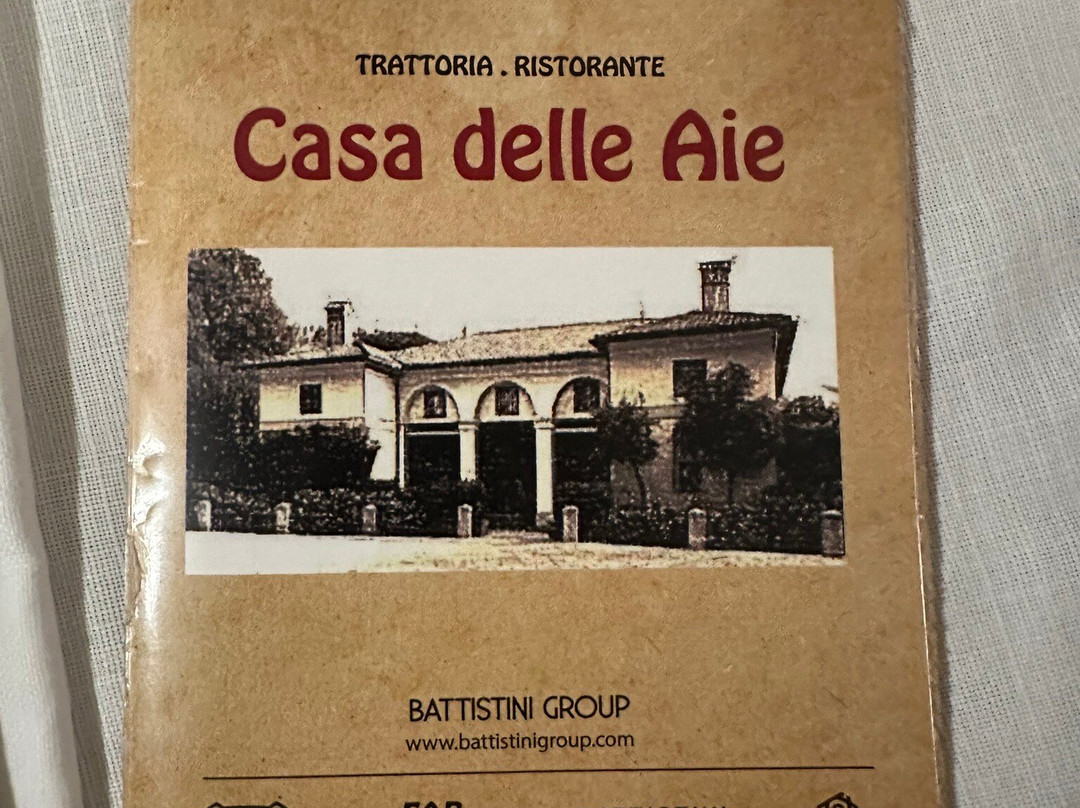 TRATTORIA . RISTORANTE
Casa delle Aie
BATTISTINI GROUP
www.battistinigroup.com